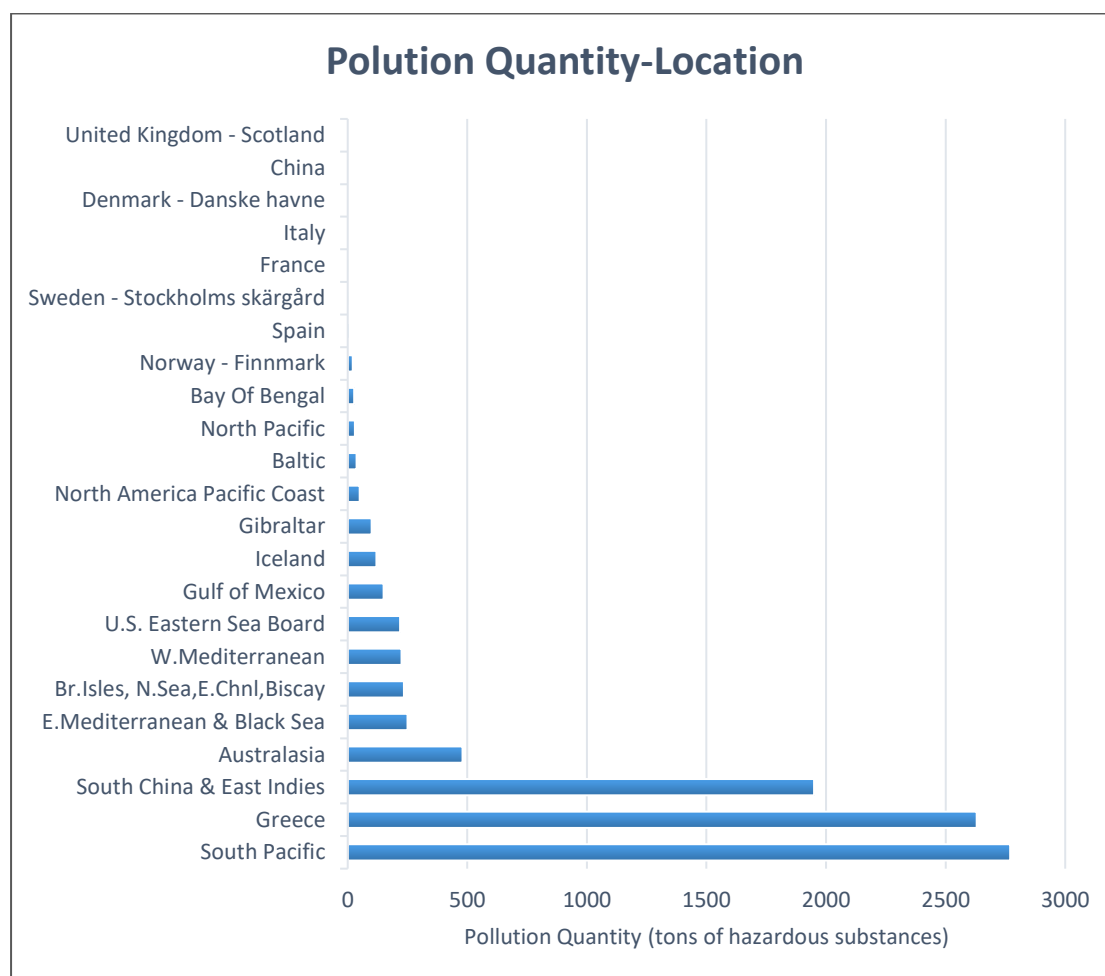 Polution Quantity-Location
United Kingdom - Scotland
China
Denmark - Danske havne
Italy
France
Sweden - Stockholms skärgård
Spain
Norway - Finnmark
Bay Of Bengal
North Pacific
Baltic
North America Pacific Coast
Gibraltar
Iceland
Gulf of Mexico
U.S. Eastern Sea Board
W.Mediterranean
Br.Isles, N.Sea,E.Chnl,Biscay
E.Mediterranean & Black Sea
Australasia
South China & East Indies
Greece
South Pacific
0 500 1000 1500 2000 2500 3000
Pollution Quantity (tons of hazardous substances)